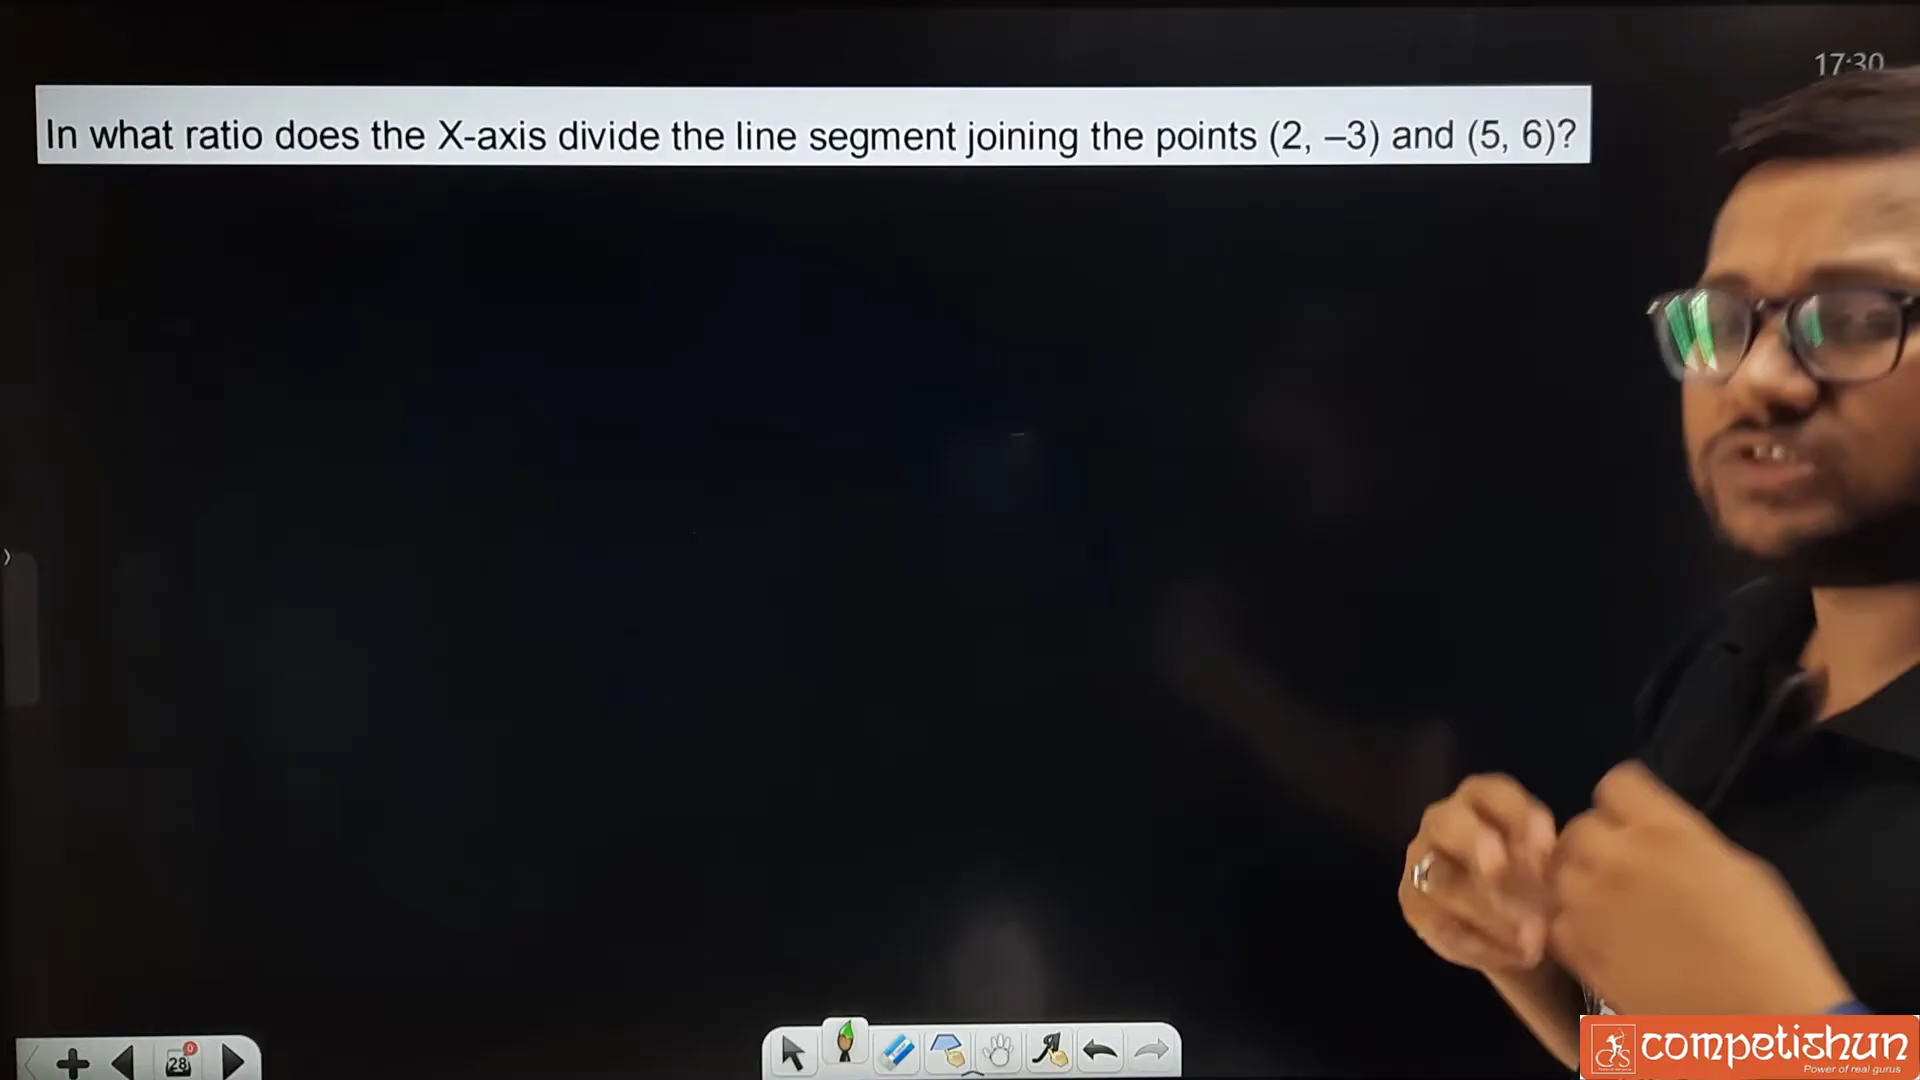 17:30
In what ratio does the X-axis divide the line segment joining the points (2, –3) and (5, 6)?
28
0
competishun
Power of real gurus